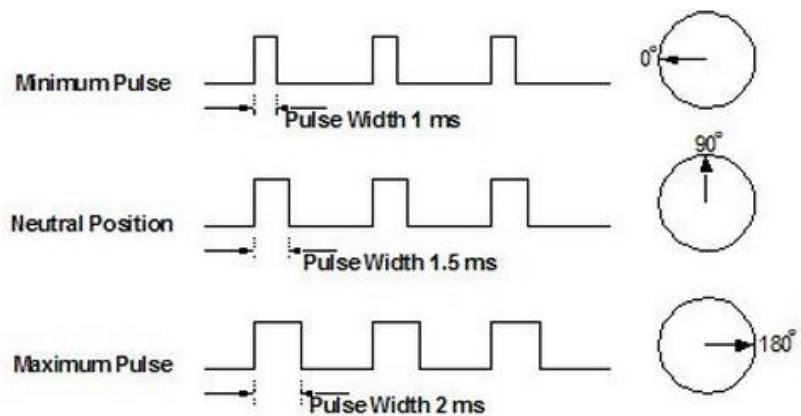 0°
Minimum Pulse
Pulse Width 1 ms
90°
Neutral Position
Pulse Width 1.5 ms
180°
Maximum Pulse
Pulse Width 2 ms